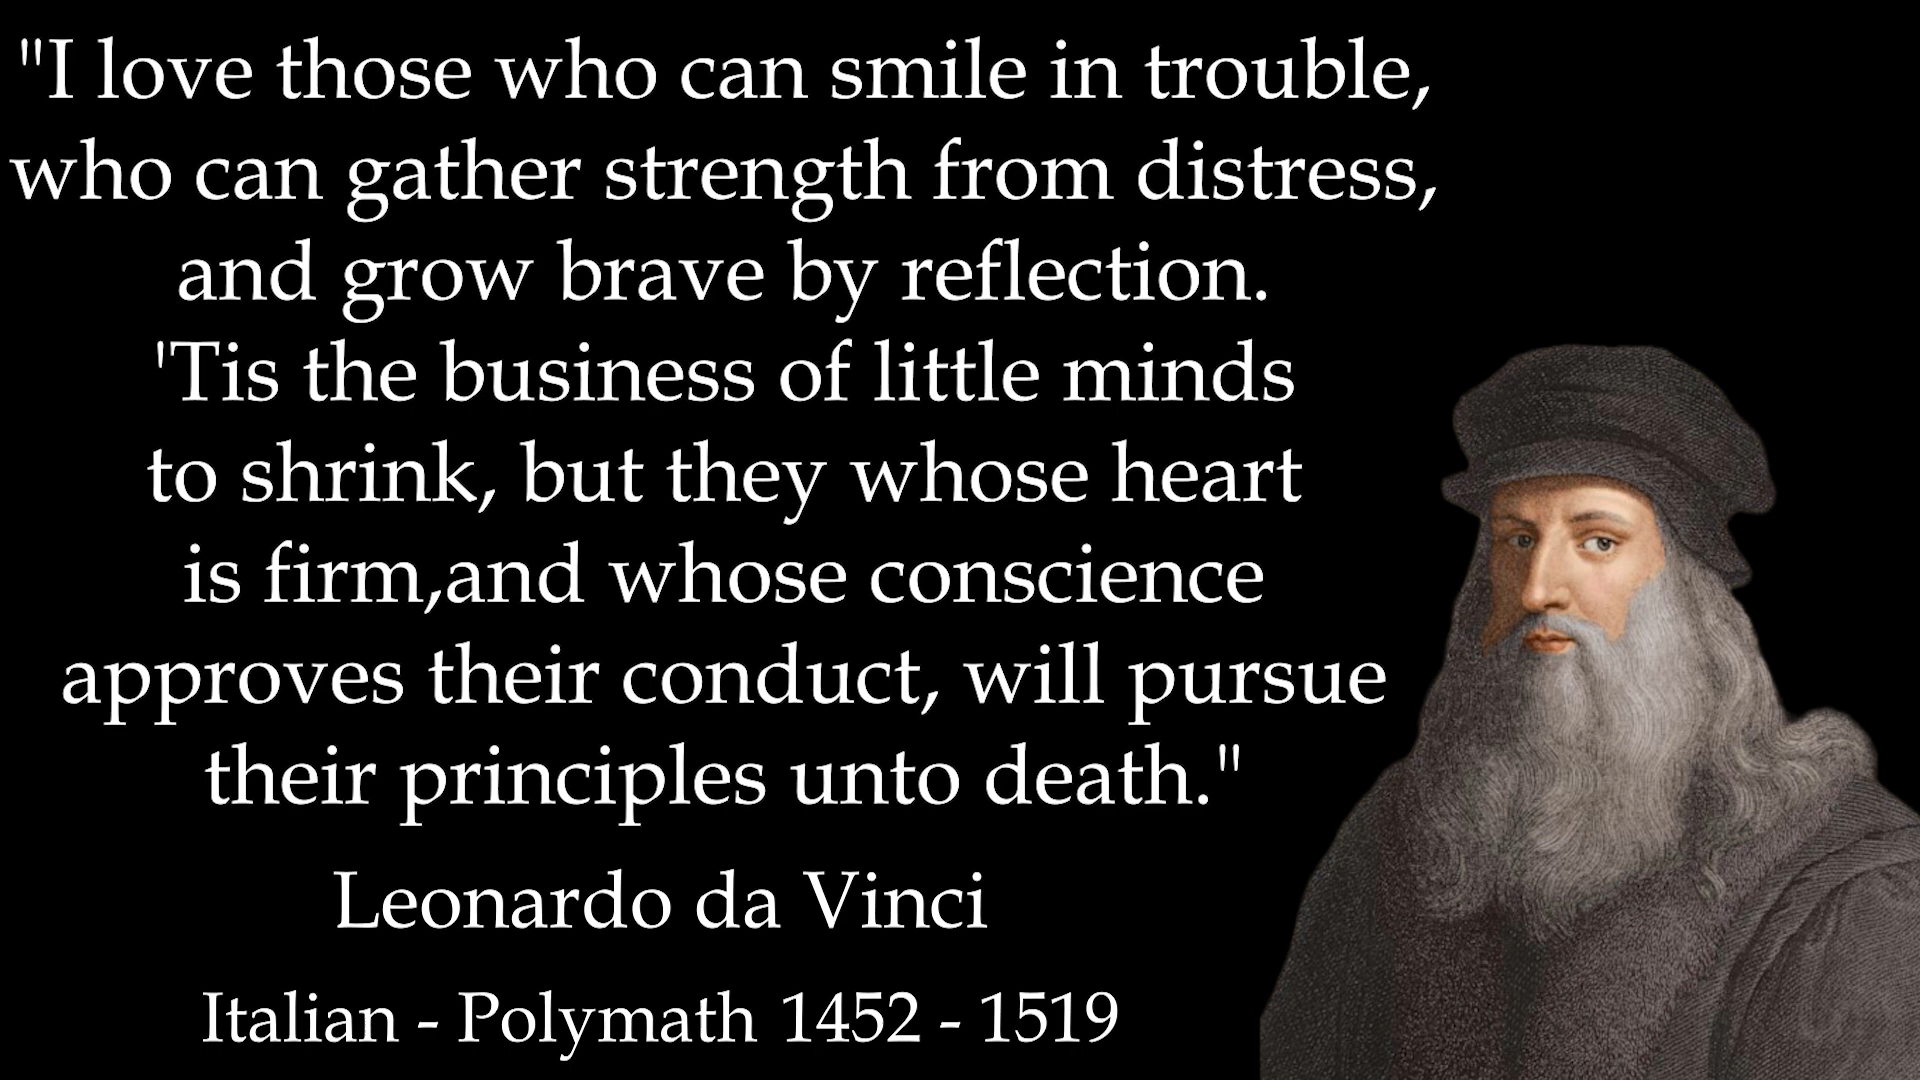 "I love those who can smile in trouble,
who can gather strength from distress,
and grow brave by reflection.
'Tis the business of little minds
to shrink, but they whose heart
is firm,and whose conscience
approves their conduct, will pursue
their principles unto death."
Leonardo da Vinci
Italian - Polymath 1452 - 1519